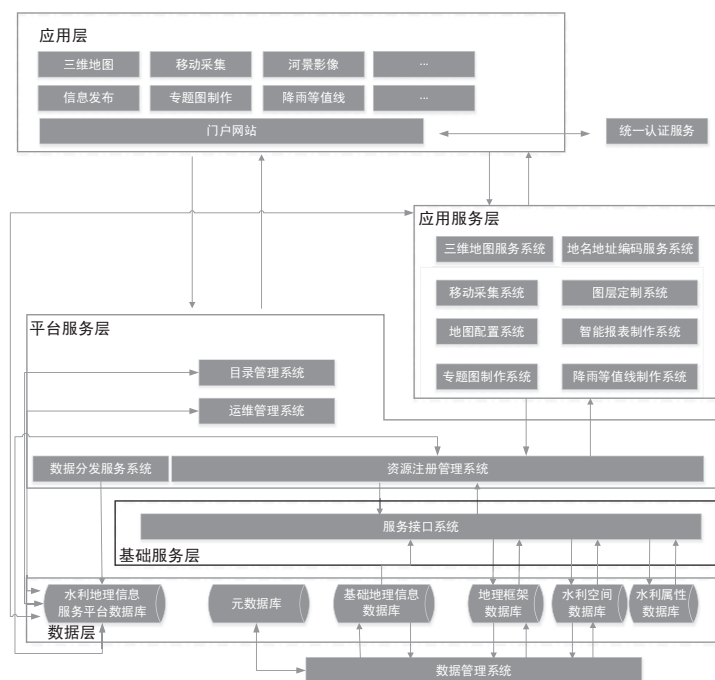 应用层
三维地图
移动采集
河景影像
...
信息发布
专题图制作
降雨等值线
...
门户网站
统一认证服务
应用服务层
三维地图服务系统
地名地址编码服务系统
移动采集系统
图层定制系统
地图配置系统
智能报表制作系统
专题图制作系统
降雨等值线制作系统
平台服务层
目录管理系统
运维管理系统
数据分发服务系统
资源注册管理系统
服务接口系统
基础服务层
水利地理信息
服务平台数据库
元数据库
基础地理信息
数据库
地理框架
数据库
水利空间
数据库
水利属性
数据库
数据层
数据管理系统